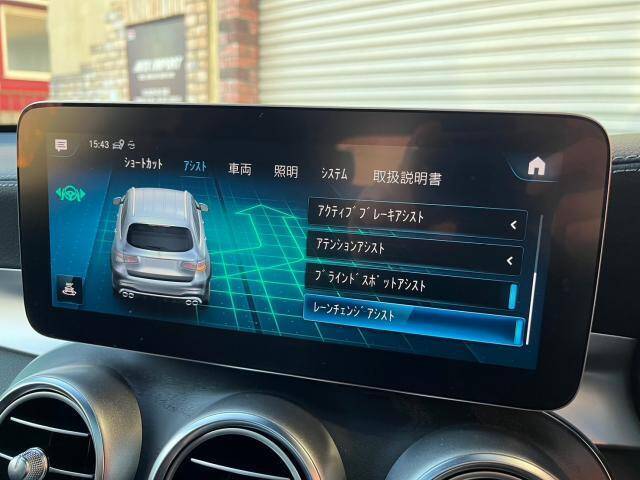 15:43
ショートカット アシスト 車両 照明 システム 取扱説明書
アクティブブレーキアシスト
アテンションアシスト
ブラインドスポットアシスト
レーンチェンジアシスト